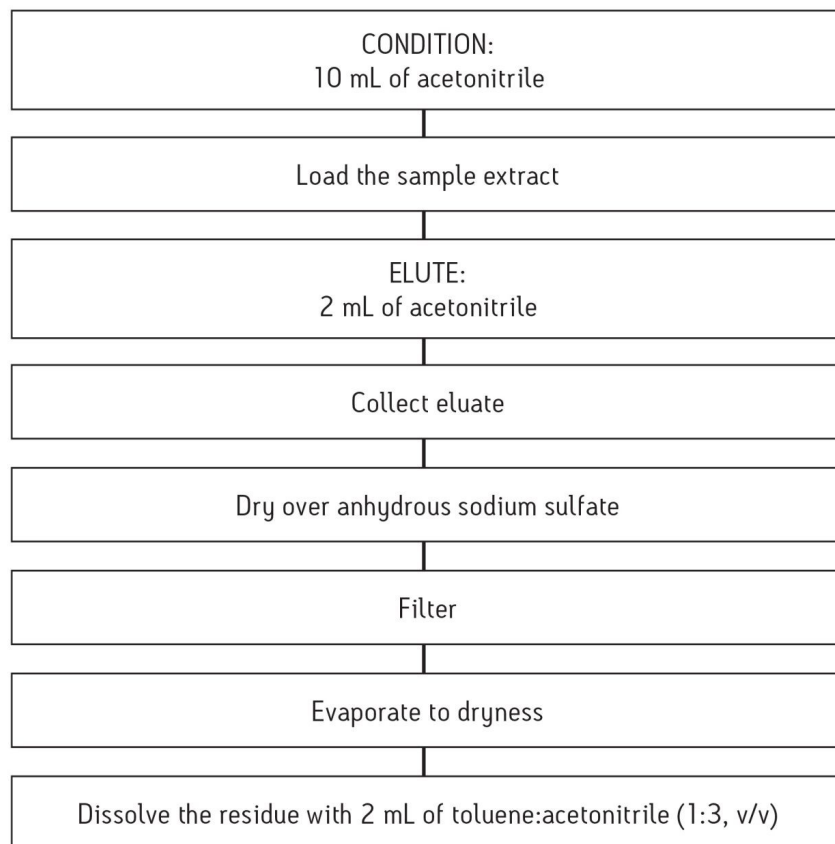 CONDITION:
10 mL of acetonitrile
Load the sample extract
ELUTE:
2 mL of acetonitrile
Collect eluate
Dry over anhydrous sodium sulfate
Filter
Evaporate to dryness
Dissolve the residue with 2 mL of toluene:acetonitrile (1:3, v/v)